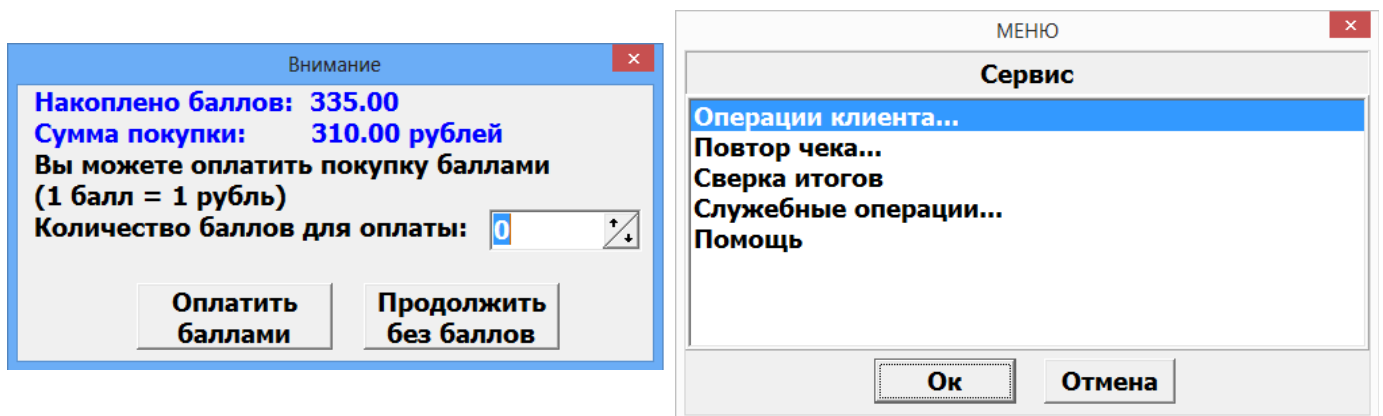 Внимание
Накоплено баллов: 335.00
Сумма покупки: 310.00 рублей
Вы можете оплатить покупку баллами
(1 балл = 1 рубль)
Количество баллов для оплаты: 0
Оплатить баллами
Продолжить без баллов
МЕНЮ
Сервис
Операции клиента...
Повтор чека...
Сверка итогов
Служебные операции...
Помощь
Ок
Отмена